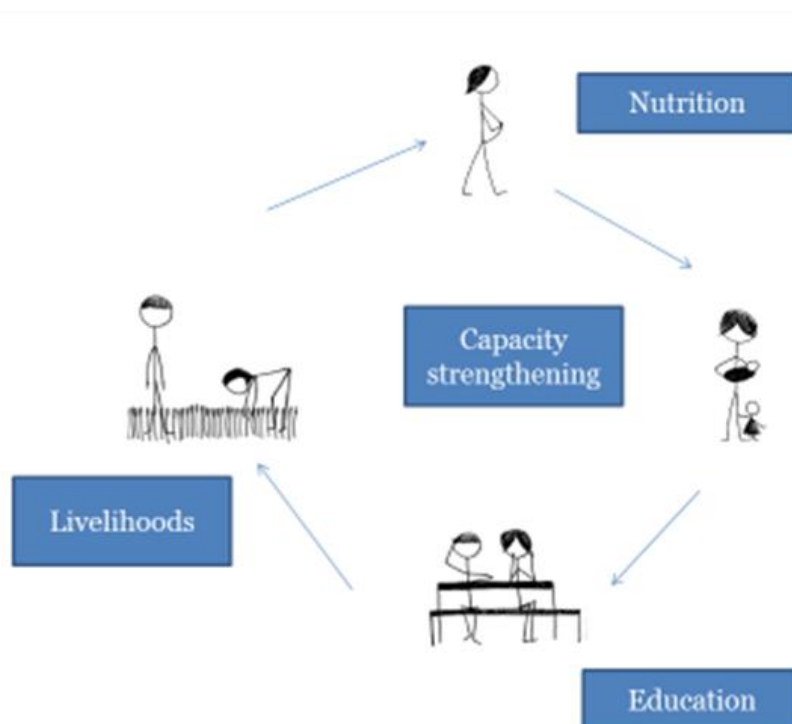 Nutrition
Capacity
strengthening
Livelihoods
Education